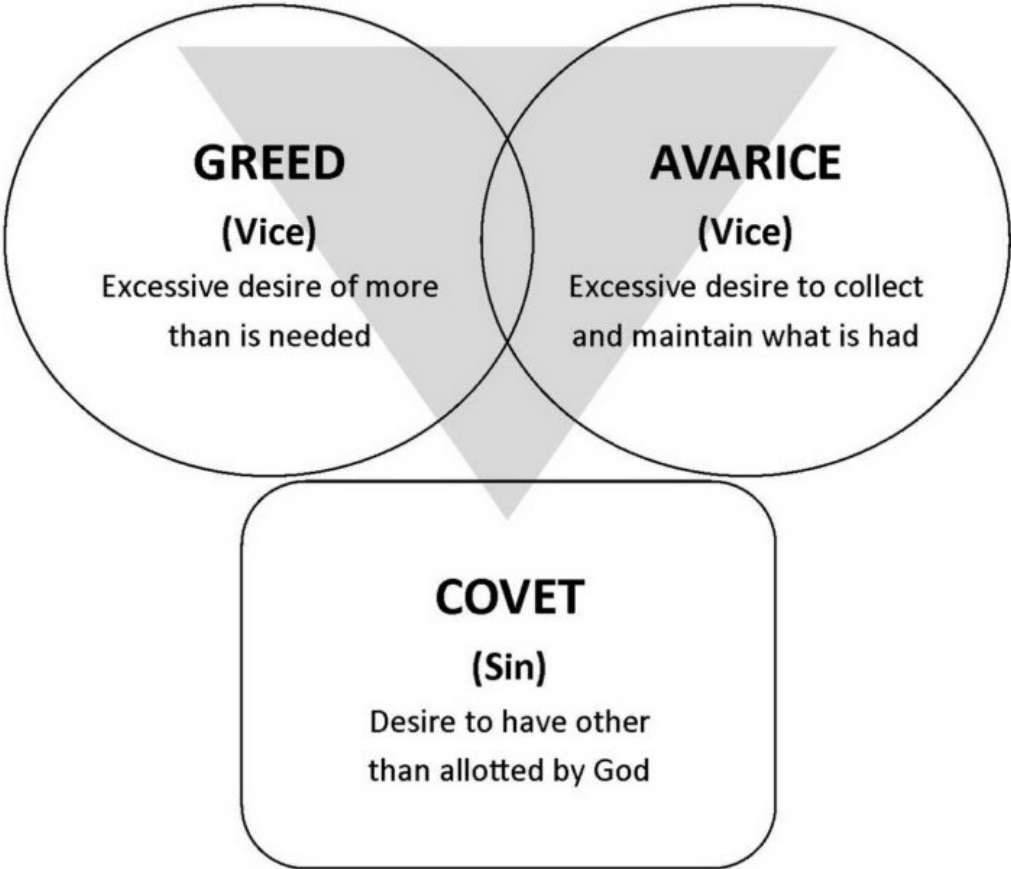 GREED
(Vice)
Excessive desire of more
than is needed
AVARICE
(Vice)
Excessive desire to collect
and maintain what is had
COVET
(Sin)
Desire to have other
than allotted by God